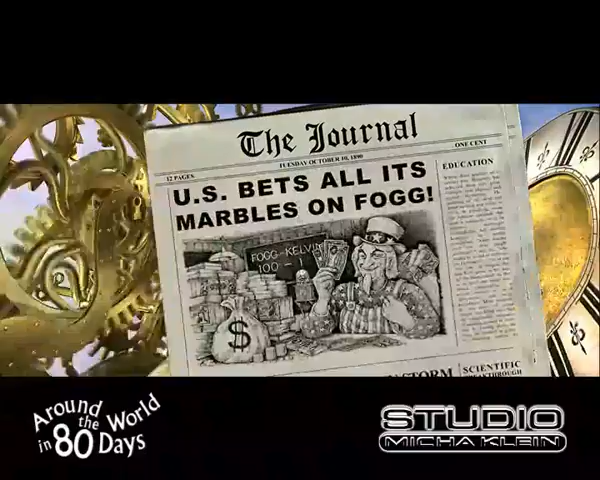 The Journal
TUESDAY OCTOBER 10, 1890
12 PAGES
ONE CENT
U.S. BETS ALL ITS
MARBLES ON FOGG!
EDUCATION
FOGG-KELVIN
100-1
$
STORM
SCIENTIFIC
BREAKTHROUGH
Around
the
World
in 80 Days
STUDIO
MICHA KLEIN